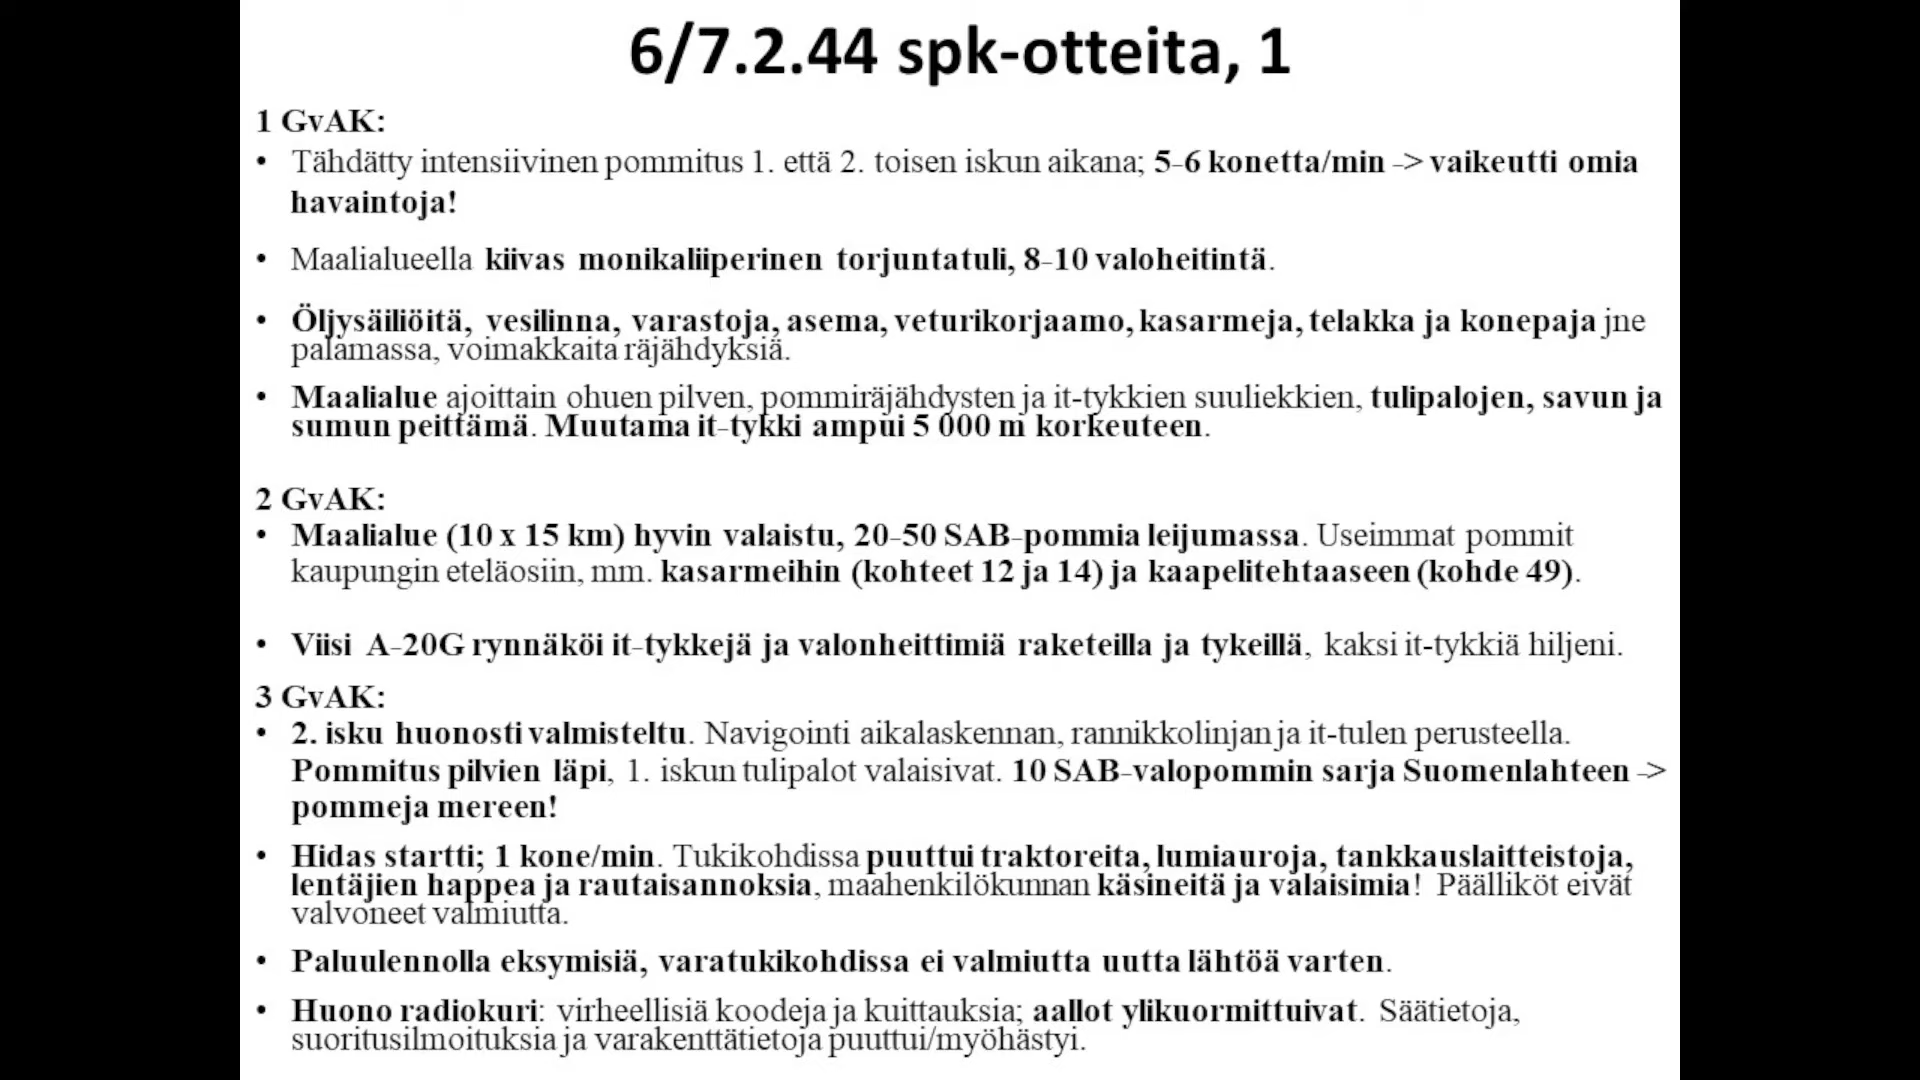 6/7.2.44 spk-otteita, 1
1 GvAK:
• Tähdätty intensiivinen pommitus 1. että 2. toisen iskun aikana; 5-6 konetta/min -> vaikeutti omia
havaintoja!
• Maalialueella kiivas monikaliiperinen torjuntatuli, 8-10 valoheitintä.
• Öljysäiliöitä, vesilinna, varastoja, asema, veturikorjaamo, kasarmeja, telakka ja konepaja jne
palamassa, voimakkaita räjähdyksiä.
• Maalialue ajoittain ohuen pilven, pommiräjähdysten ja it-tykkien suuliekkien, tulipalojen, savun ja
sumun peittämä. Muutama it-tykki ampui 5 000 m korkeuteen.
2 GvAK:
• Maalialue (10 x 15 km) hyvin valaistu, 20-50 SAB-pommia leijumassa. Useimmat pommit
kaupungin eteläosiin, mm. kasarmeihin (kohteet 12 ja 14) ja kaapelitehtaaseen (kohde 49).
• Viisi A-20G rynnäköi it-tykkejä ja valonheittimiä raketeilla ja tykeillä, kaksi it-tykkiä hiljeni.
3 GvAK:
• 2. isku huonosti valmisteltu. Navigointi aikalaskennan, rannikkolinjan ja it-tulen perusteella.
Pommitus pilvien läpi, 1. iskun tulipalot valaisivat. 10 SAB-valopommin sarja Suomenlahteen ->
pommeja mereen!
• Hidas startti; 1 kone/min. Tukikohdissa puuttui traktoreita, lumiauroja, tankkauslaitteistoja,
lentäjien happea ja rautaisannoksia, maahenkilökunnan käsineitä ja valaisimia! Päälliköt eivät
valvoneet valmiutta.
• Paluulennolla eksymisiä, varatukikohdissa ei valmiutta uutta lähtöä varten.
• Huono radiokuri: virheellisiä koodeja ja kuittauksia; aallot ylikuormittuivat. Säätietoja,
suoritusilmoituksia ja varakenttätietoja puuttui/myöhästyi.